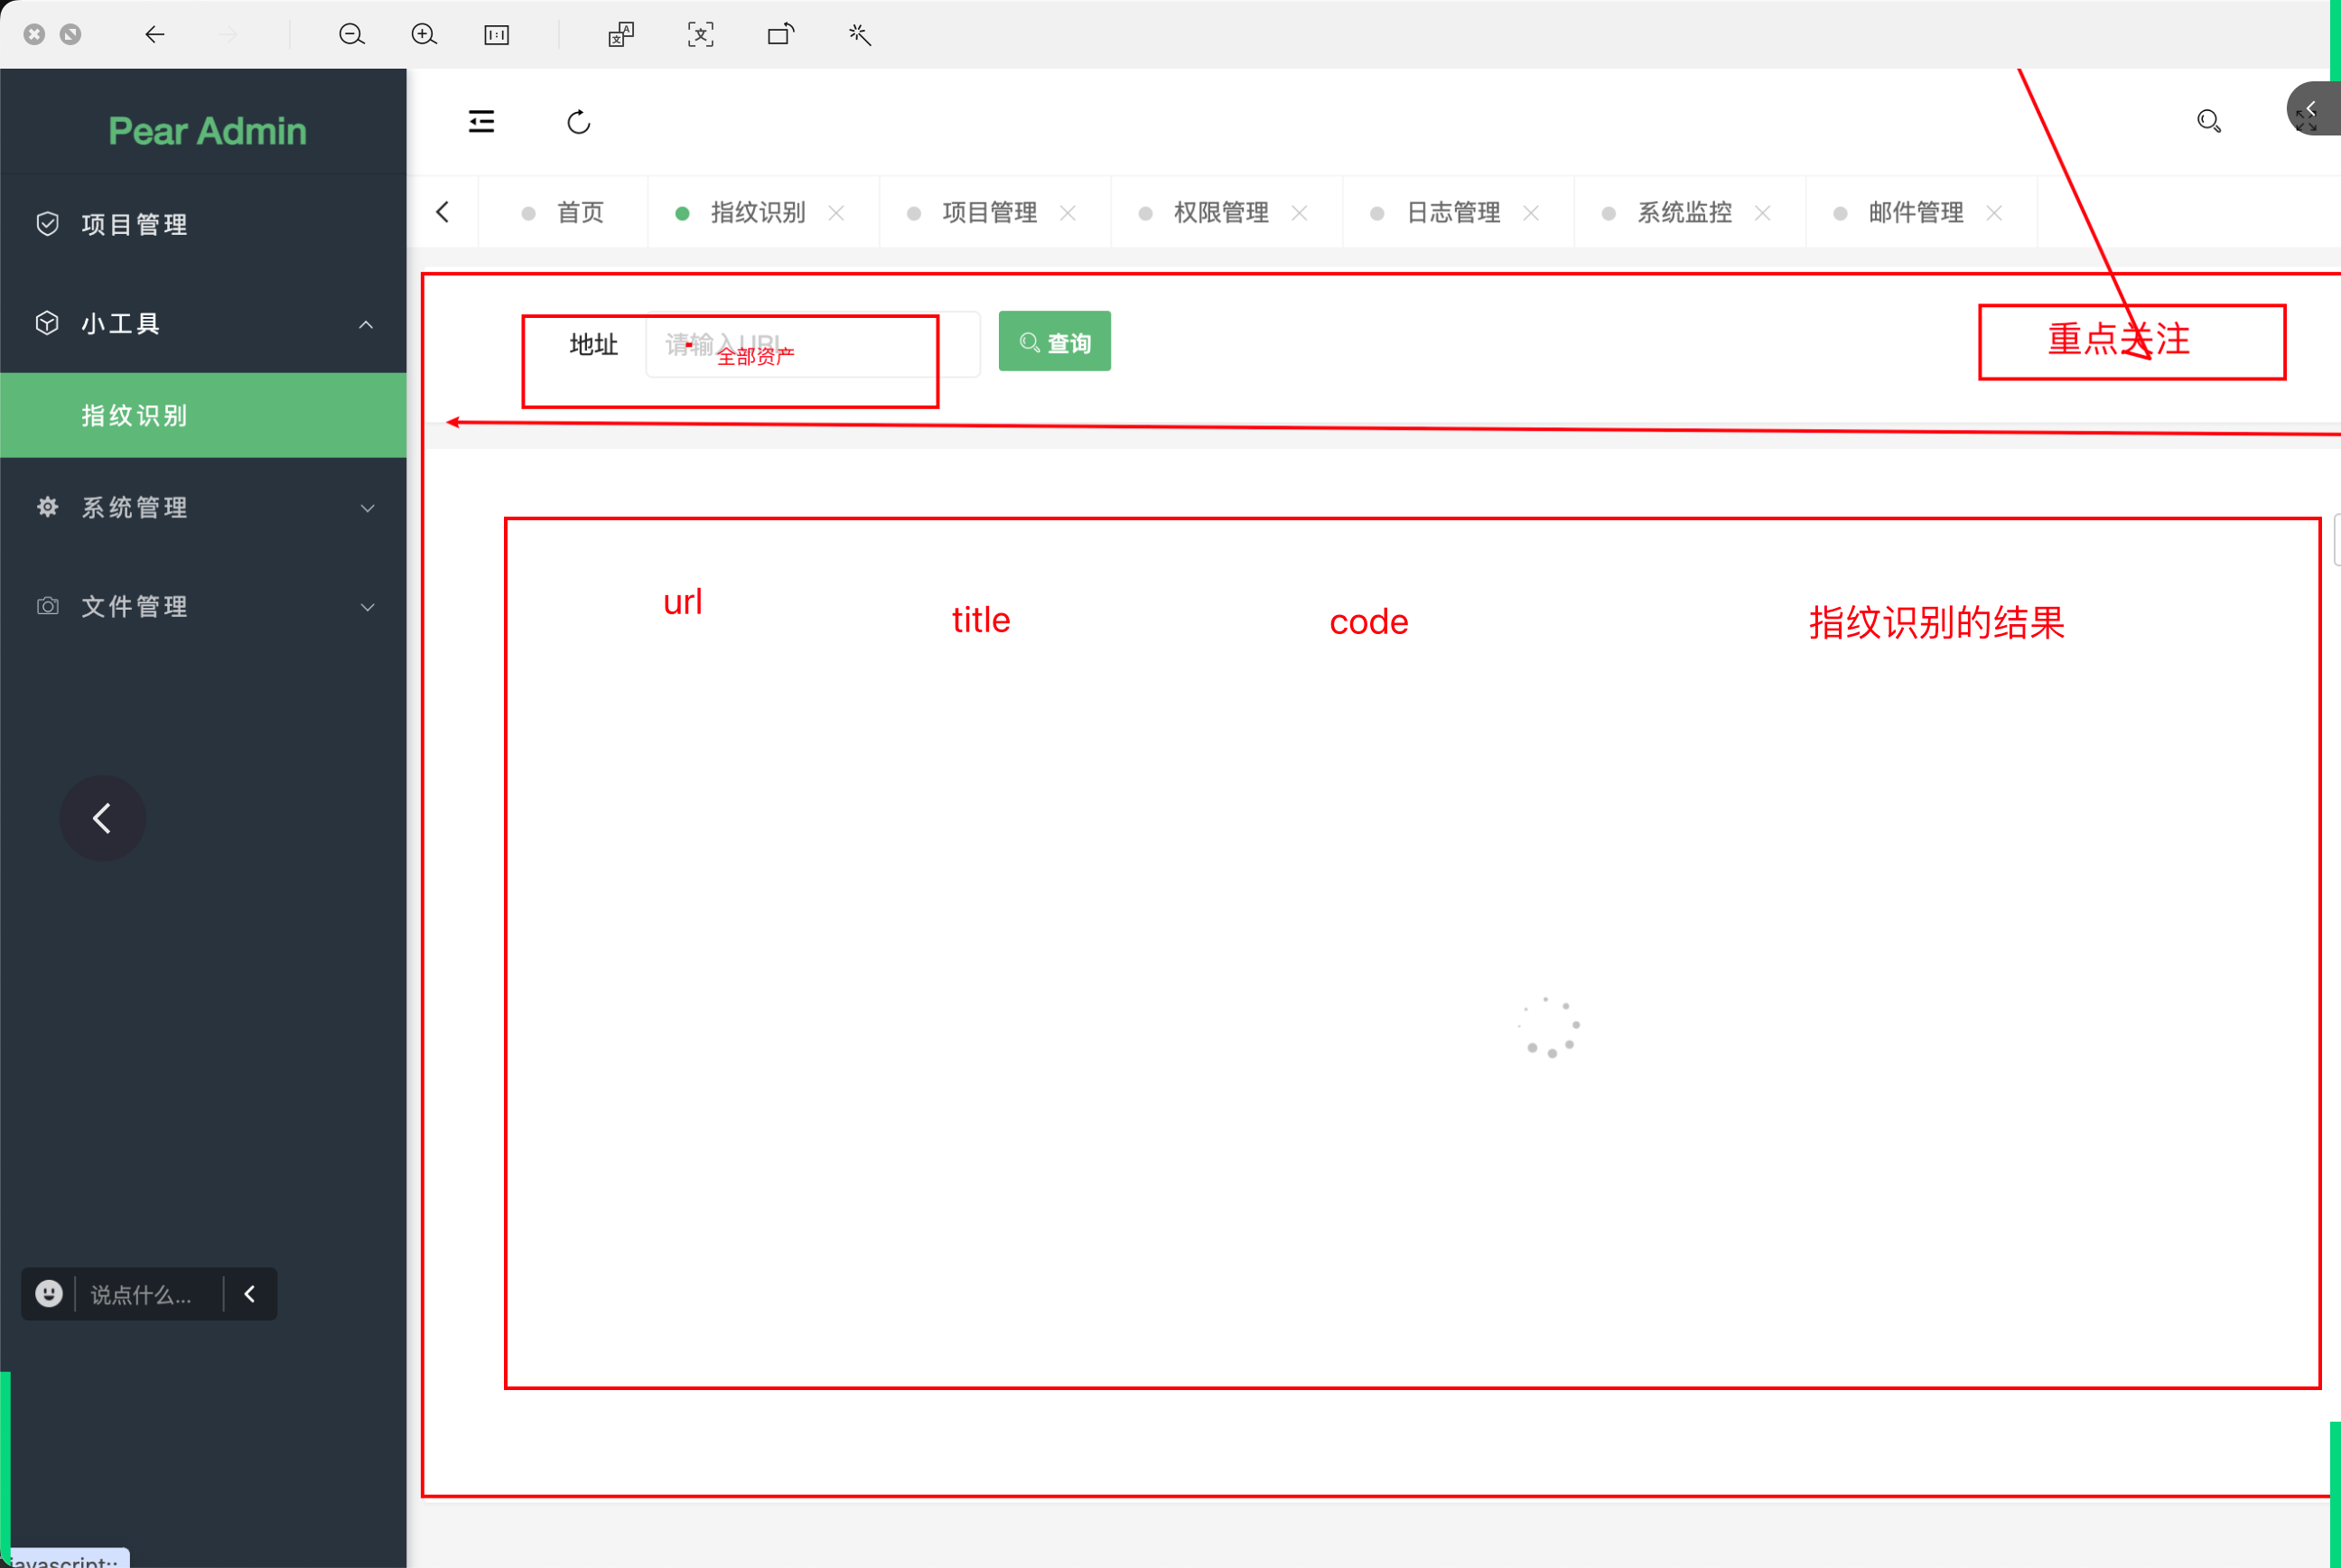 Pear Admin
项目管理
小工具
指纹识别
系统管理
文件管理
说点什么...
javascript:;
首页
指纹识别
项目管理
权限管理
日志管理
系统监控
邮件管理
地址
请输入URL
全部资产
查询
重点关注
url
title
code
指纹识别的结果